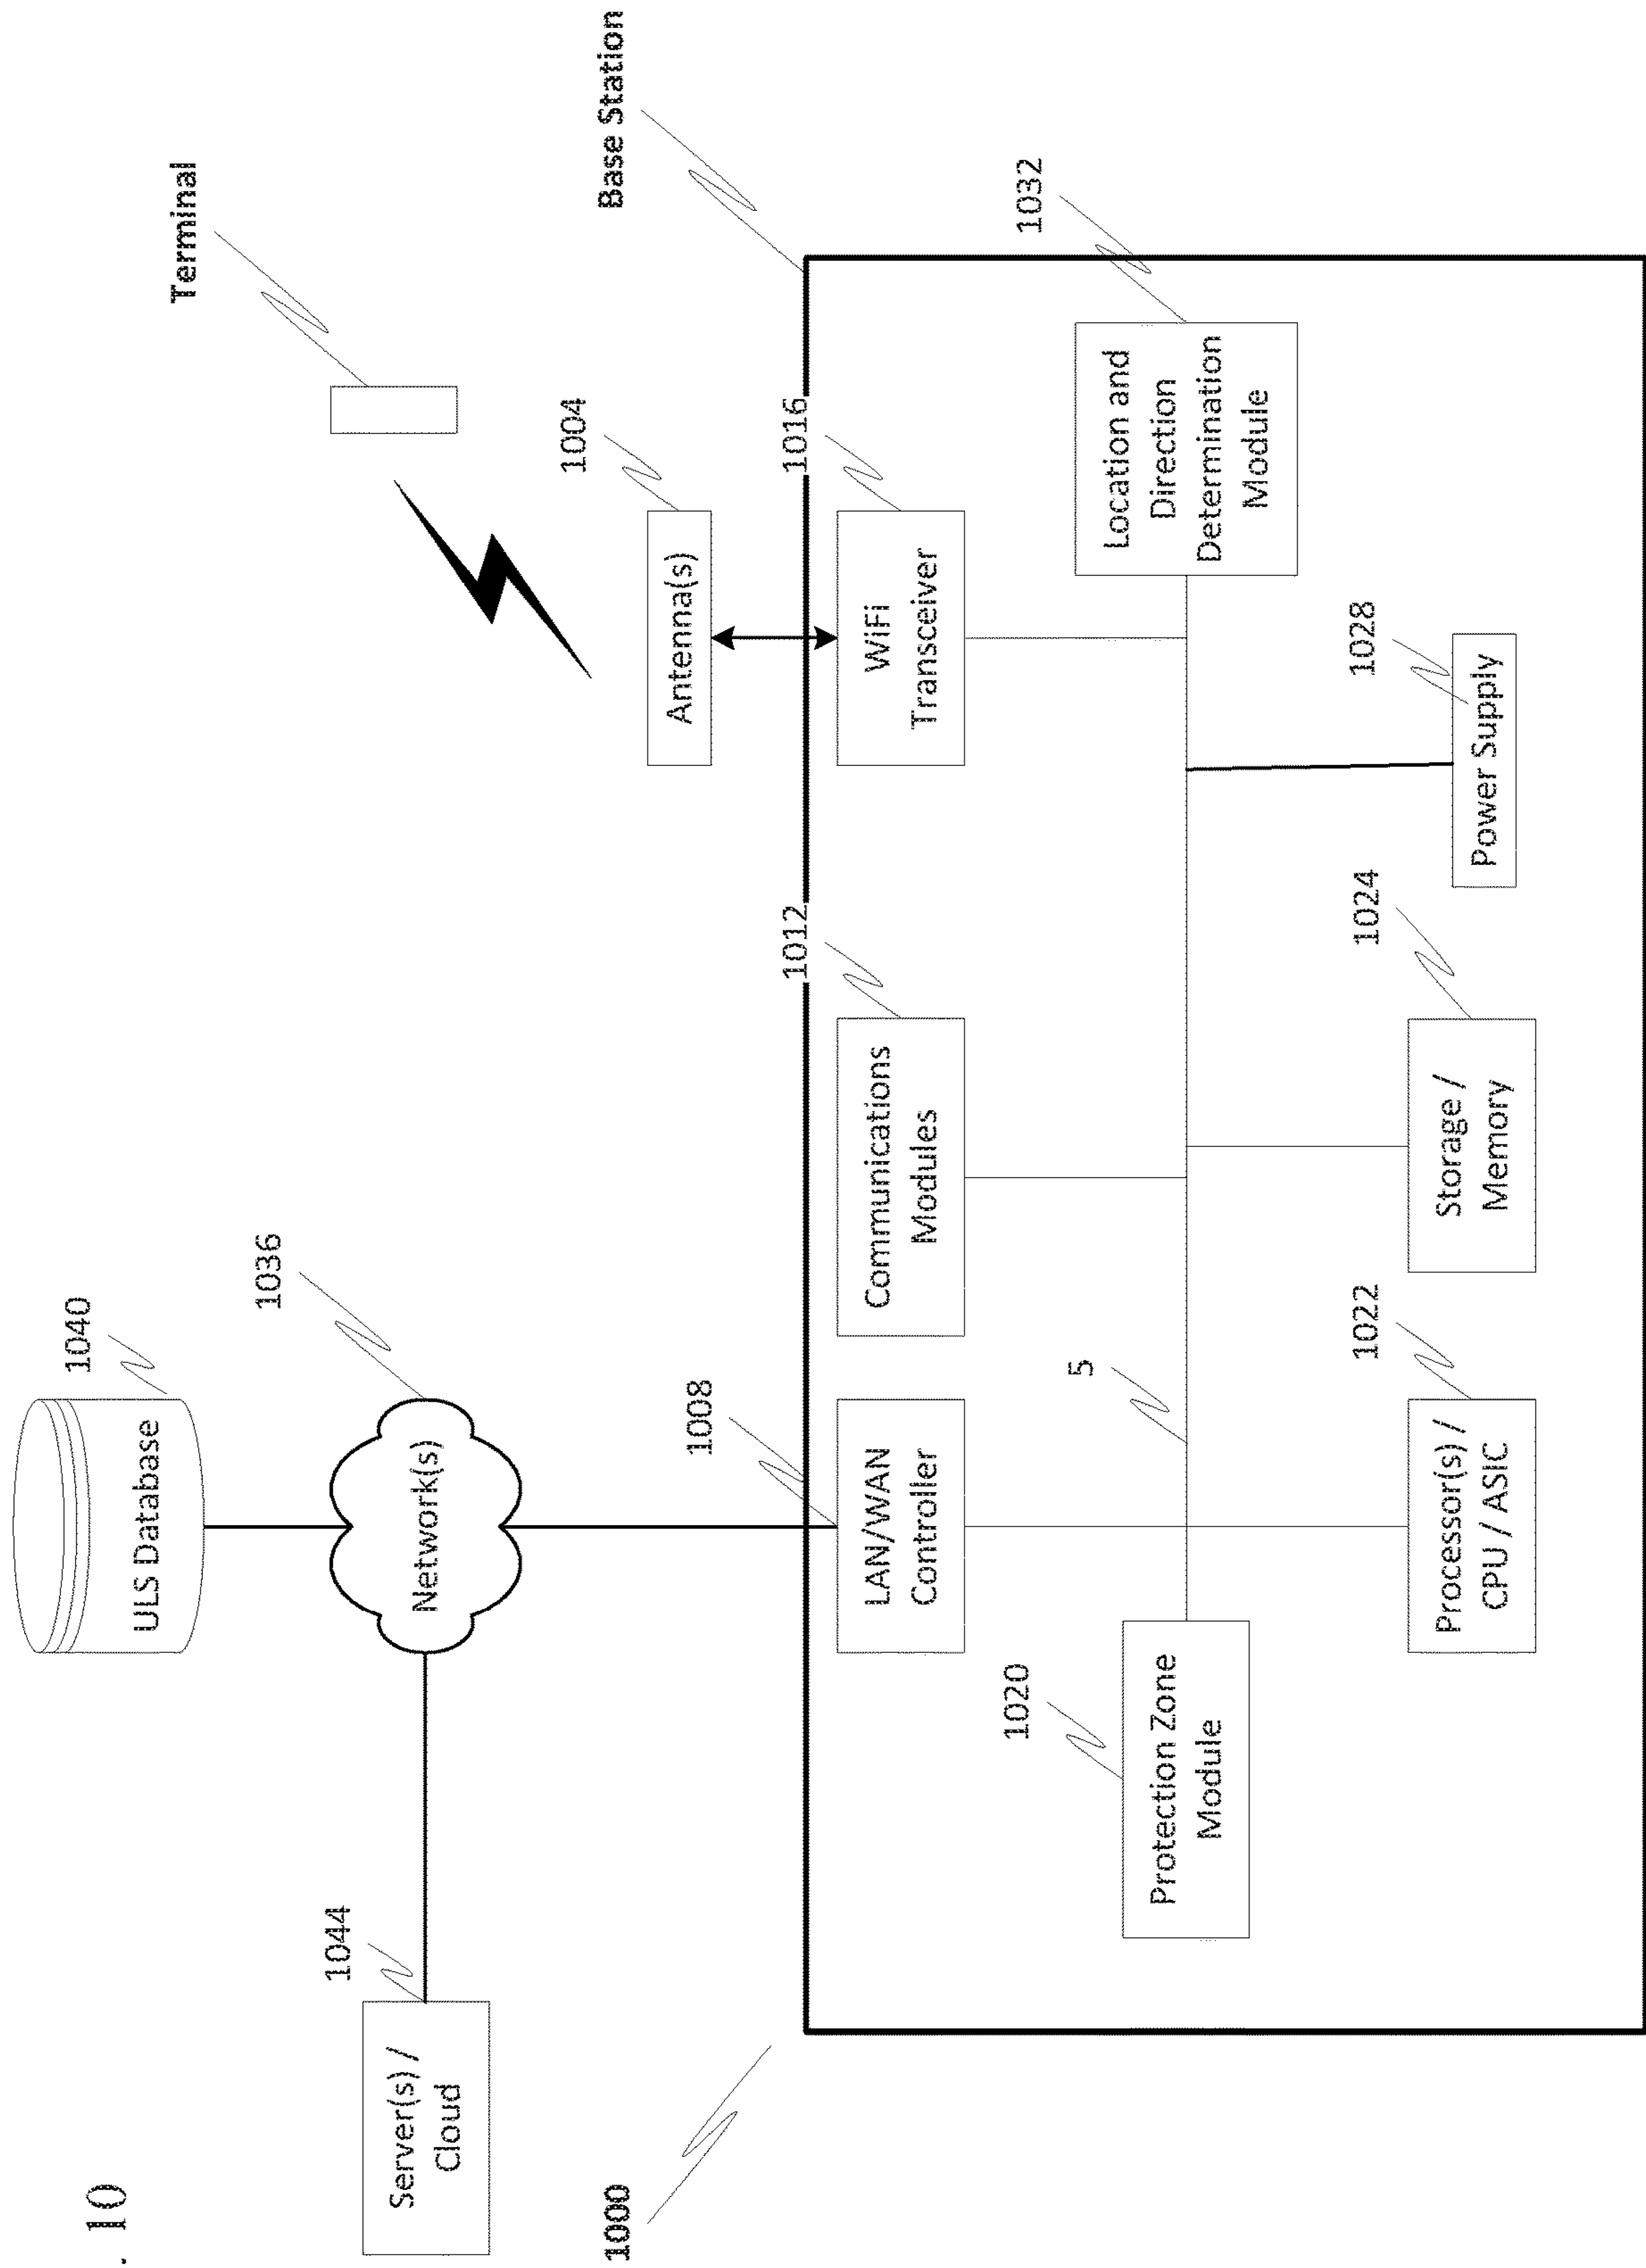 . 10
1040
ULS Database
Terminal
1036
Network(s)
1044
Server(s) /
Cloud
1004
Antenna(s)
Base Station
1000
1008
1012
1016
LAN/WAN
Controller
Communications
Modules
WiFi
Transceiver
1032
1020
5
Protection Zone
Module
Location and
Direction
Determination
Module
1022
1024
1028
Processor(s) /
CPU / ASIC
Storage /
Memory
Power Supply